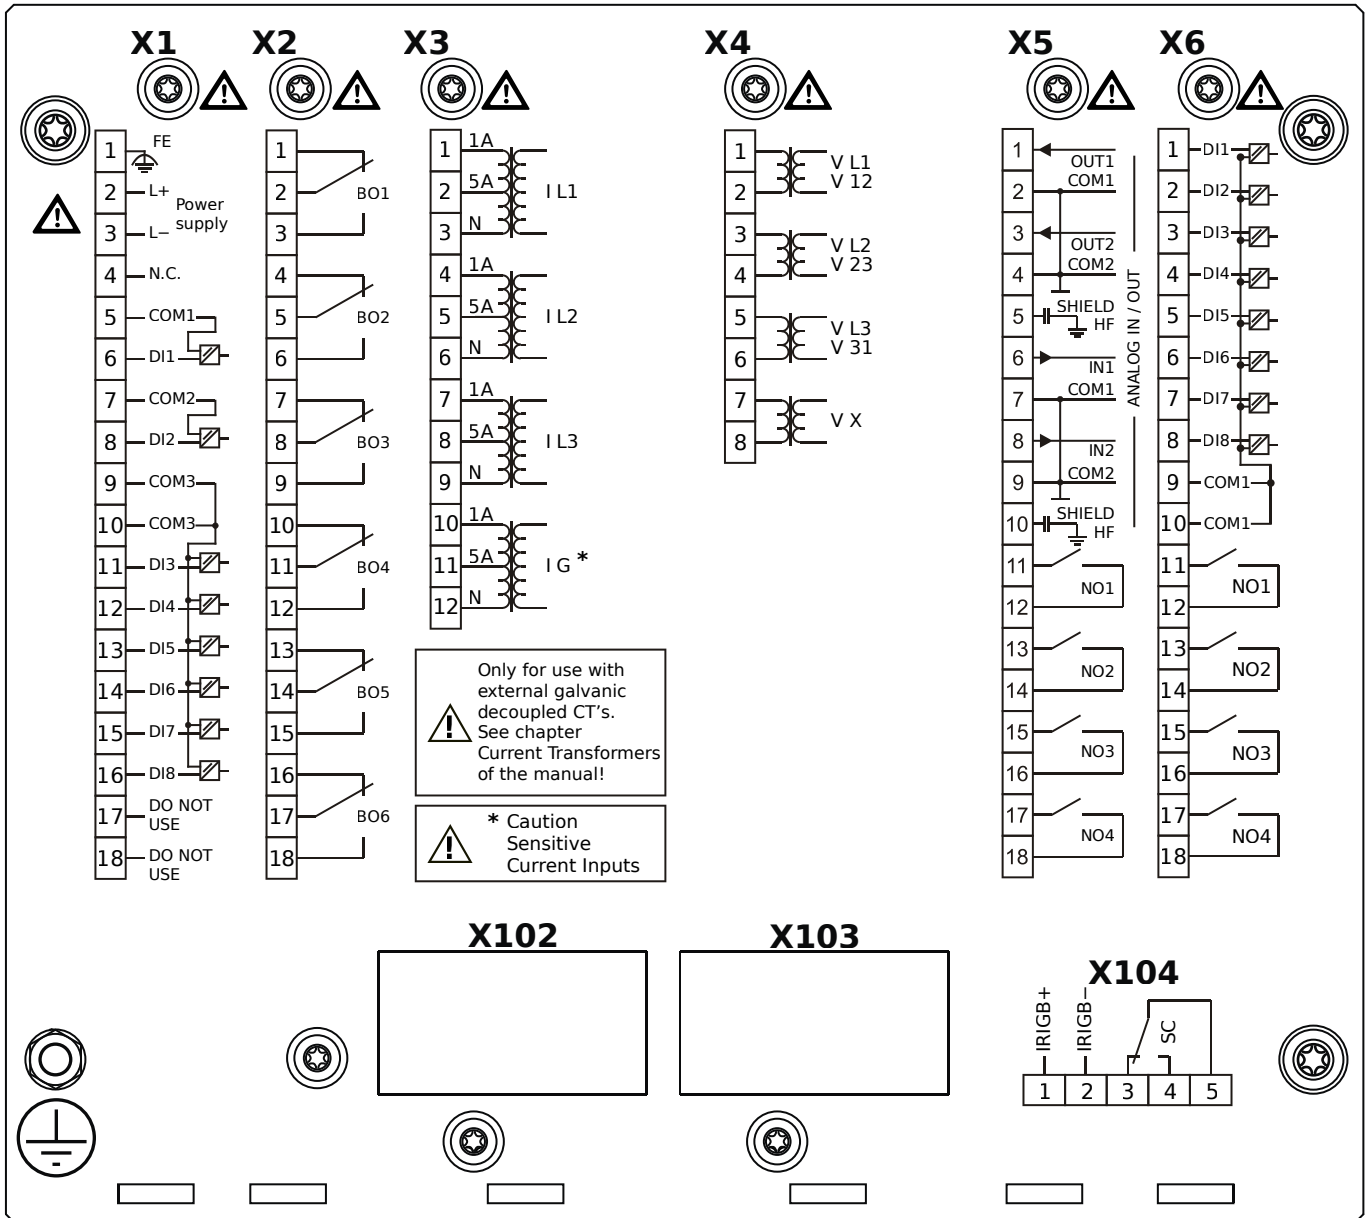 X1
X2
X3
X4
X5
X6
1 FE
2 L+
Power
supply
3 L−
4 N.C.
5 COM1
6 DI1
7 COM2
8 DI2
9 COM3
10 COM3
11 DI3
12 DI4
13 DI5
14 DI6
15 DI7
16 DI8
17 DO NOT
USE
18 DO NOT
USE
1
2 BO1
3
4
5 BO2
6
7
8 BO3
9
10
11 BO4
12
13
14 BO5
15
16
17 BO6
18
1 1A
2 5A I L1
3 N
4 1A
5 5A I L2
6 N
7 1A
8 5A I L3
9 N
10 1A
11 5A I G *
12 N
Only for use with
external galvanic
decoupled CT's.
See chapter
Current Transformers
of the manual!
* Caution
Sensitive
Current Inputs
1 V L1
2 V 12
3 V L2
4 V 23
5 V L3
6 V 31
7 V X
8
1 OUT1
2 COM1
3 OUT2
4 COM2
5 SHIELD
HF
6 IN1
7 COM1
8 IN2
9 COM2
10 SHIELD
HF
ANALOG IN / OUT
11 NO1
12
13 NO2
14
15 NO3
16
17 NO4
18
1 DI1
2 DI2
3 DI3
4 DI4
5 DI5
6 DI6
7 DI7
8 DI8
9 COM1
10 COM1
11 NO1
12
13 NO2
14
15 NO3
16
17 NO4
18
X102
X103
X104
IRIGB+
IRIGB−
SC
1 2 3 4 5